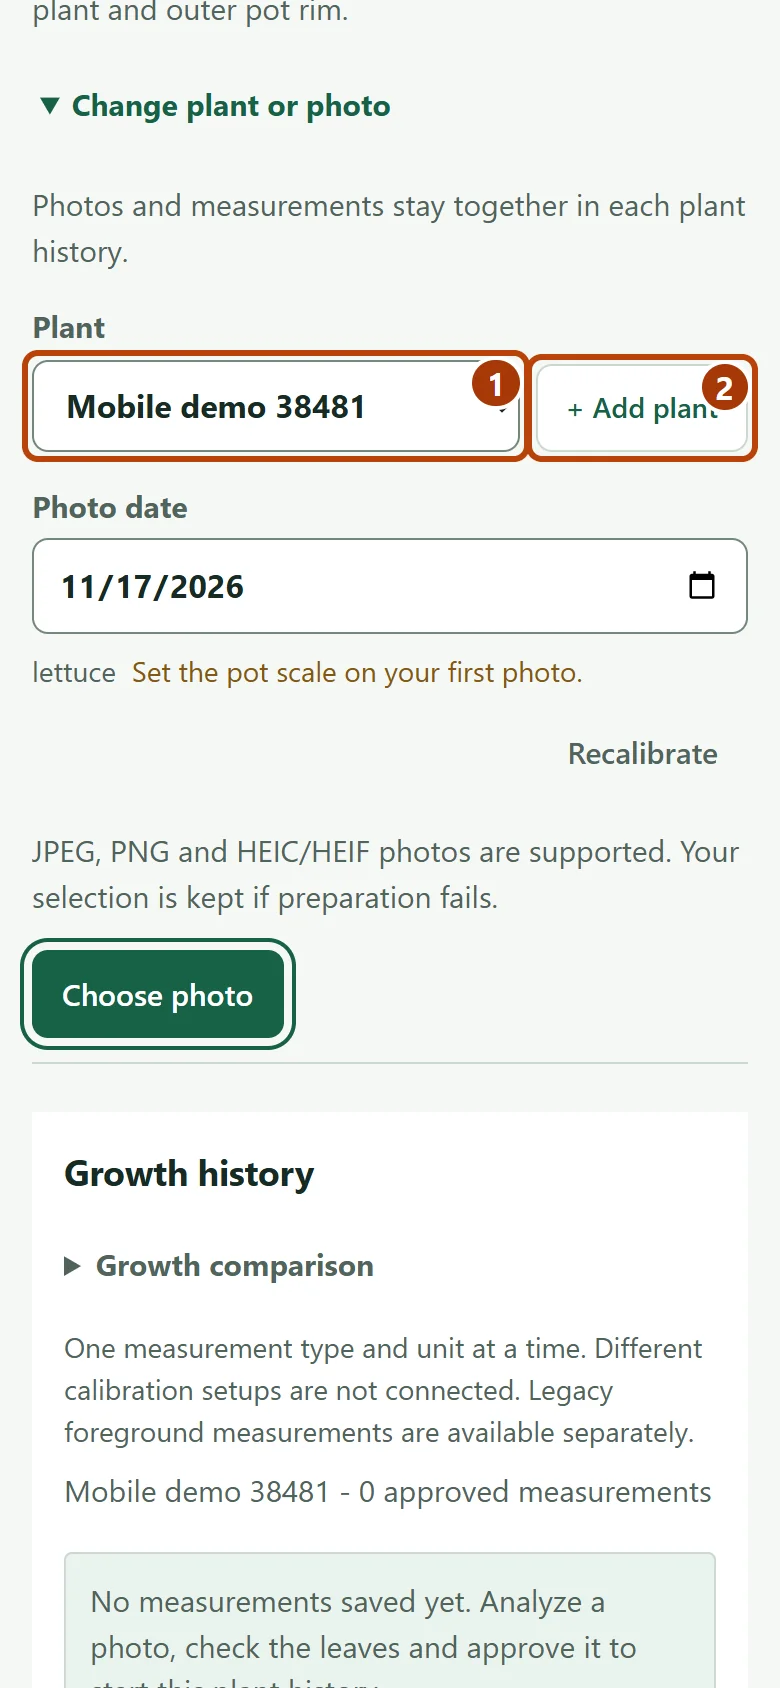 plant and outer pot rim.
▼ Change plant or photo
Photos and measurements stay together in each plant
history.
Plant
Mobile demo 38481
1
+ Add plant
2
Photo date
11/17/2026
lettuce Set the pot scale on your first photo.
Recalibrate
JPEG, PNG and HEIC/HEIF photos are supported. Your
selection is kept if preparation fails.
Choose photo
Growth history
▶ Growth comparison
One measurement type and unit at a time. Different
calibration setups are not connected. Legacy
foreground measurements are available separately.
Mobile demo 38481 - 0 approved measurements
No measurements saved yet. Analyze a
photo, check the leaves and approve it to
start this plant history.